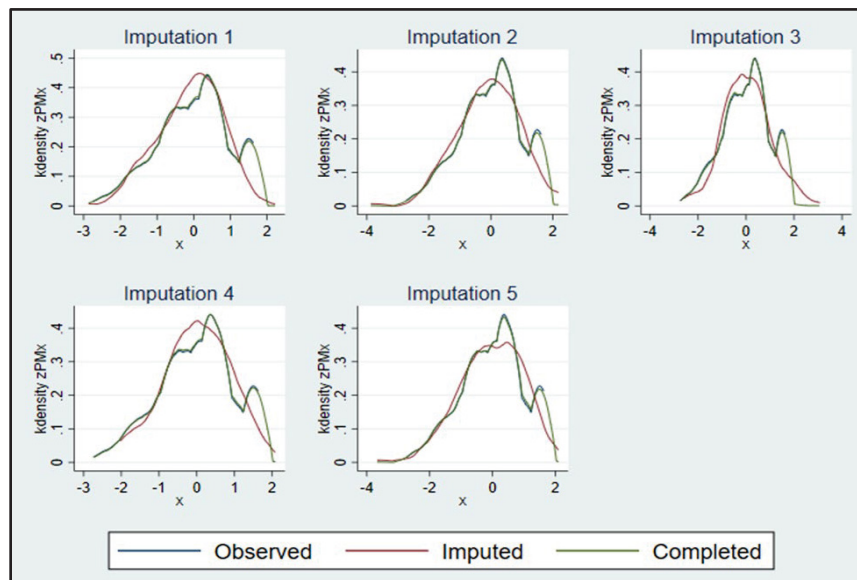 Imputation 1
Imputation 2
Imputation 3
kdensity zPMx
0 .1 .2 .3 .4 .5
-3 -2 -1 0 1 2
x
kdensity zPMx
0 .1 .2 .3 .4
-4 -2 0 2
x
kdensity zPMx
0 .1 .2 .3 .4
-4 -2 0 2 4
x
Imputation 4
Imputation 5
kdensity zPMx
0 .1 .2 .3 .4
-3 -2 -1 0 1 2
x
kdensity zPMx
0 .1 .2 .3 .4
-4 -2 0 2
x
Observed Imputed Completed